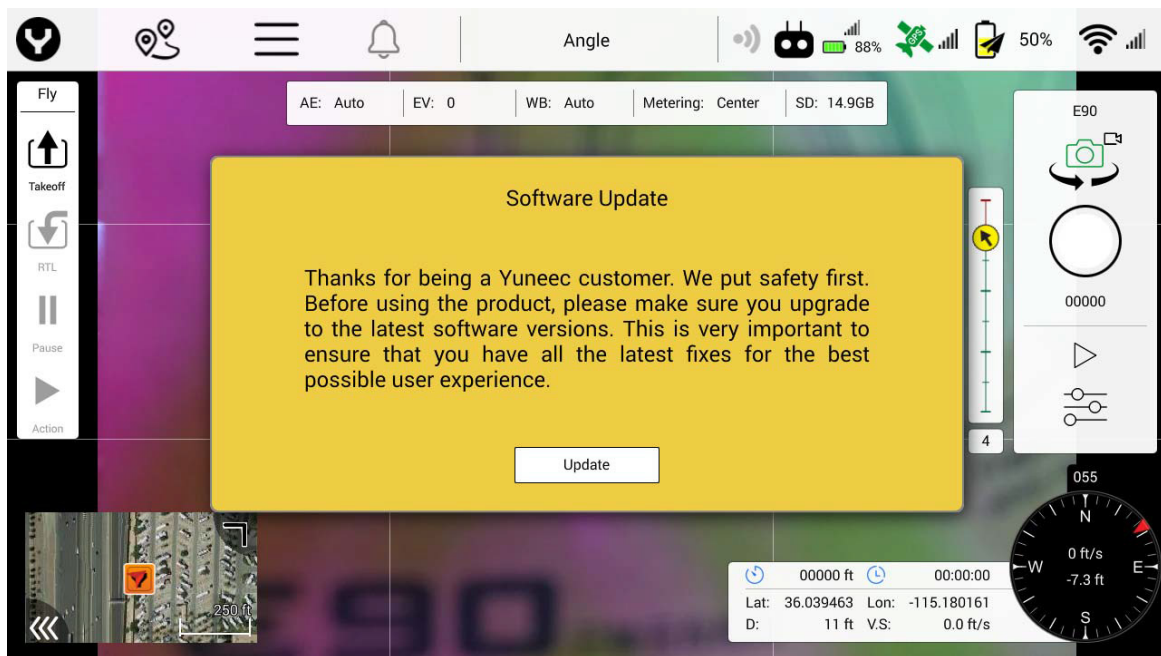 Angle
88%
GPS
50%
Fly
Takeoff
RTL
Pause
Action
AE: Auto EV: 0 WB: Auto Metering: Center SD: 14.9GB
E90
00000
Software Update
Thanks for being a Yuneec customer. We put safety first.
Before using the product, please make sure you upgrade
to the latest software versions. This is very important to
ensure that you have all the latest fixes for the best
possible user experience.
Update
4
055
N
W
E
S
0 ft/s
-7.3 ft
250 ft
00000 ft 00:00:00
Lat: 36.039463 Lon: -115.180161
D: 11 ft V.S: 0.0 ft/s
E90